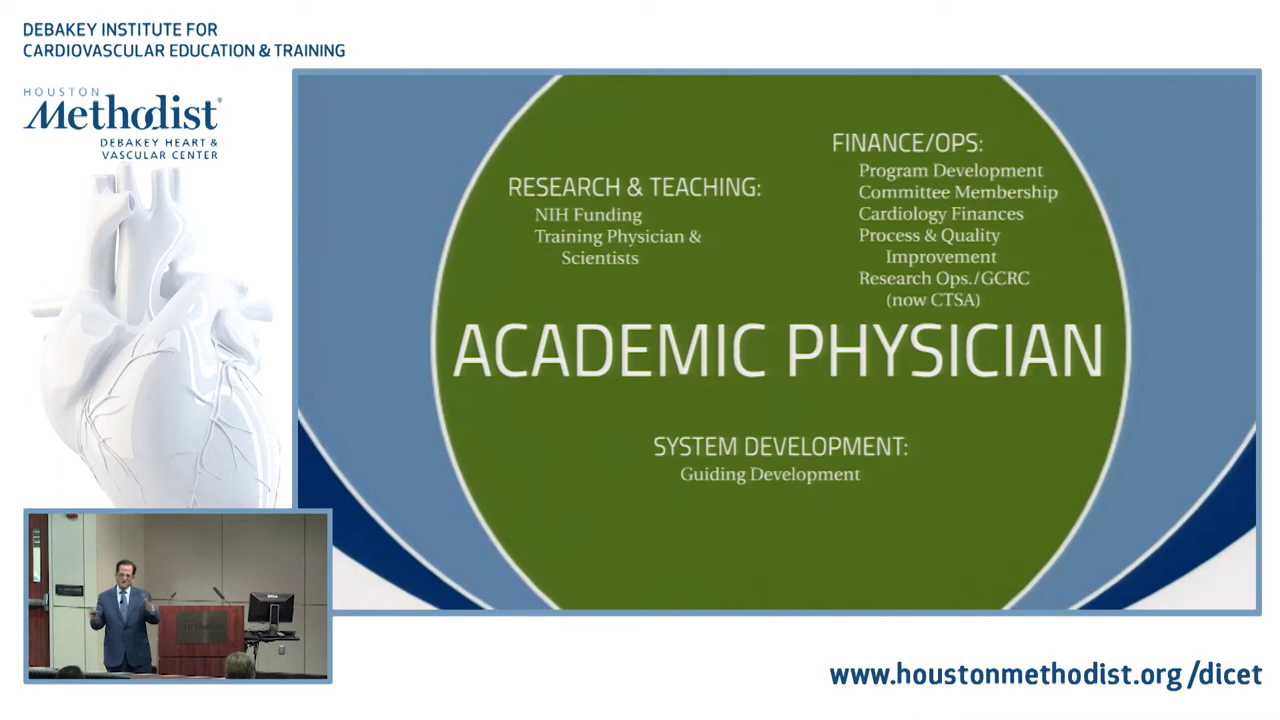 DEBAKEY INSTITUTE FOR
CARDIOVASCULAR EDUCATION & TRAINING
HOUSTON
Methodist®
DEBAKEY HEART &
VASCULAR CENTER
RESEARCH & TEACHING:
NIH Funding
Training Physician &
Scientists
FINANCE/OPS:
Program Development
Committee Membership
Cardiology Finances
Process & Quality
Improvement
Research Ops./GCRC
(now CTSA)
ACADEMIC PHYSICIAN
SYSTEM DEVELOPMENT:
Guiding Development
Methodist
www.houstonmethodist.org/dicet